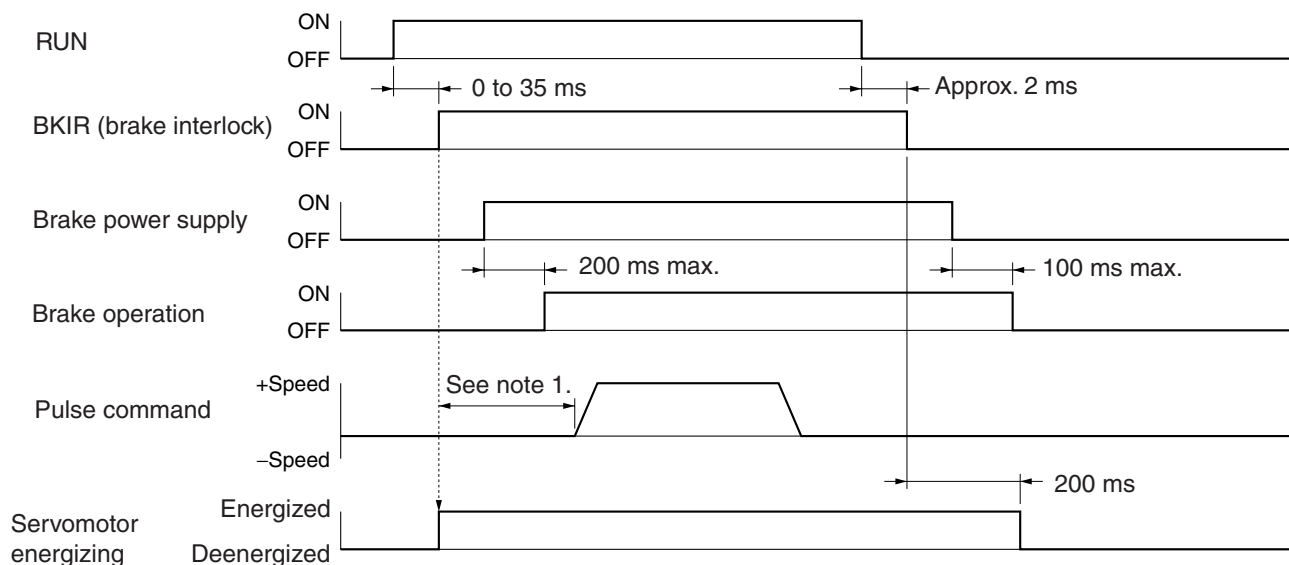 RUN
ON
OFF
0 to 35 ms
Approx. 2 ms
BKIR (brake interlock)
ON
OFF
Brake power supply
ON
OFF
200 ms max.
100 ms max.
Brake operation
ON
OFF
Pulse command
+Speed
See note 1.
−Speed
200 ms
Servomotor
energizing
Energized
Deenergized